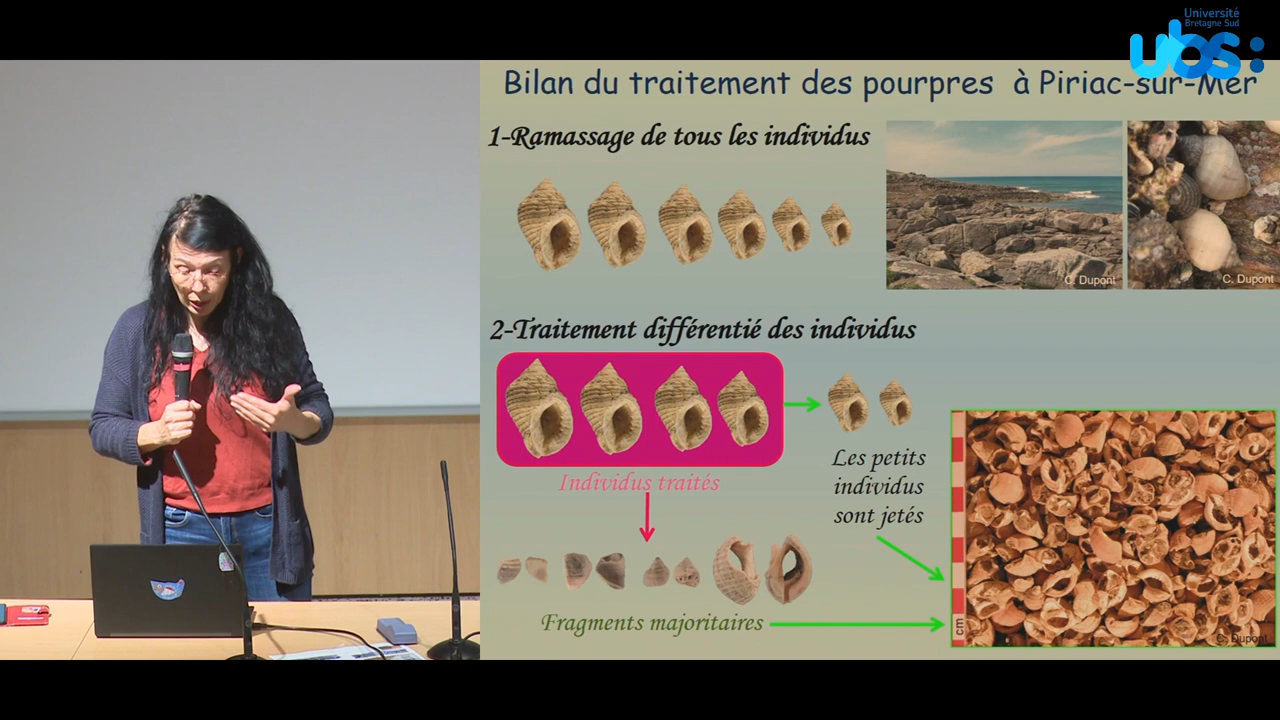 Université
Bretagne Sud
ubs:
Bilan du traitement des pourpres à Piriac-sur-Mer
1-Ramassage de tous les individus
C. Dupont
C. Dupont
2-Traitement différentié des individus
Individus traités
Les petits
individus
sont jetés
Fragments majoritaires
cm
C. Dupont